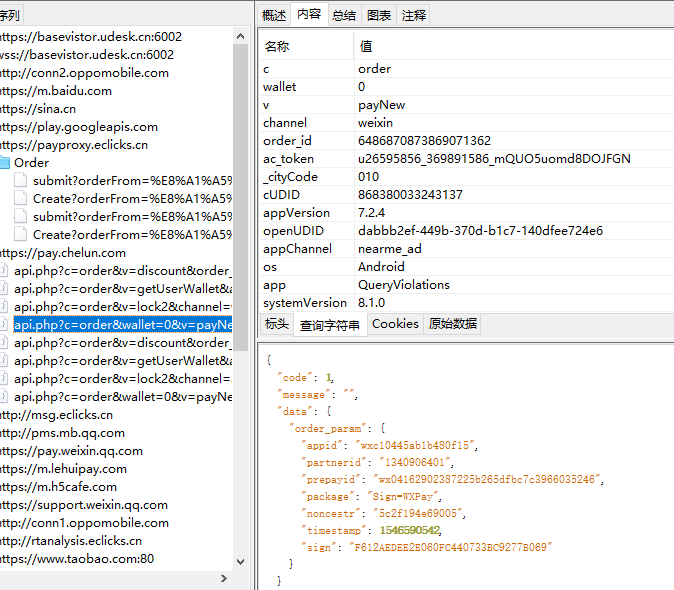 序列
https://basevistor.udesk.cn:6002
wss://basevistor.udesk.cn:6002
http://conn2.oppomobile.com
https://m.baidu.com
https://sina.cn
https://play.googleapis.com
https://payproxy.eclicks.cn
Order
submit?orderFrom=%E8%A1%A5%
Create?orderFrom=%E8%A1%A5%
submit?orderFrom=%E8%A1%A5%
Create?orderFrom=%E8%A1%A5%
https://pay.chelun.com
api.php?c=order&v=discount&order_
api.php?c=order&v=getUserWallet&a
api.php?c=order&v=lock2&channel=
api.php?c=order&wallet=0&v=payNe
api.php?c=order&v=discount&order_
api.php?c=order&v=getUserWallet&a
api.php?c=order&v=lock2&channel=
api.php?c=order&wallet=0&v=payNe
http://msg.eclicks.cn
http://pms.mb.qq.com
https://pay.weixin.qq.com
https://m.lehuipay.com
https://m.h5cafe.com
https://support.weixin.qq.com
http://conn1.oppomobile.com
http://rtanalysis.eclicks.cn
https://www.taobao.com:80
概述 内容 总结 图表 注释
名称 值
c order
wallet 0
v payNew
channel weixin
order_id 6486870873869071362
ac_token u26595856_369891586_mQUO5uomd8DOJFGN
_cityCode 010
cUDID 868380033243137
appVersion 7.2.4
openUDID dabbb2ef-449b-370d-b1c7-140dfee724e6
appChannel nearme_ad
os Android
app QueryViolations
systemVersion 8.1.0
标头 查询字符串 Cookies 原始数据
{
"code": 1,
"message": "",
"data": {
"order_param": {
"appid": "wxc10445ab1b480f15",
"partnerid": "1340906401",
"prepayid": "wx04162902387225b265dfbc7c3966035246",
"package": "Sign=WXPay",
"noncestr": "5c2f194e69005",
"timestamp": 1546590542,
"sign": "F612AEDEE2E060FC440733BC9277B069"
}
}